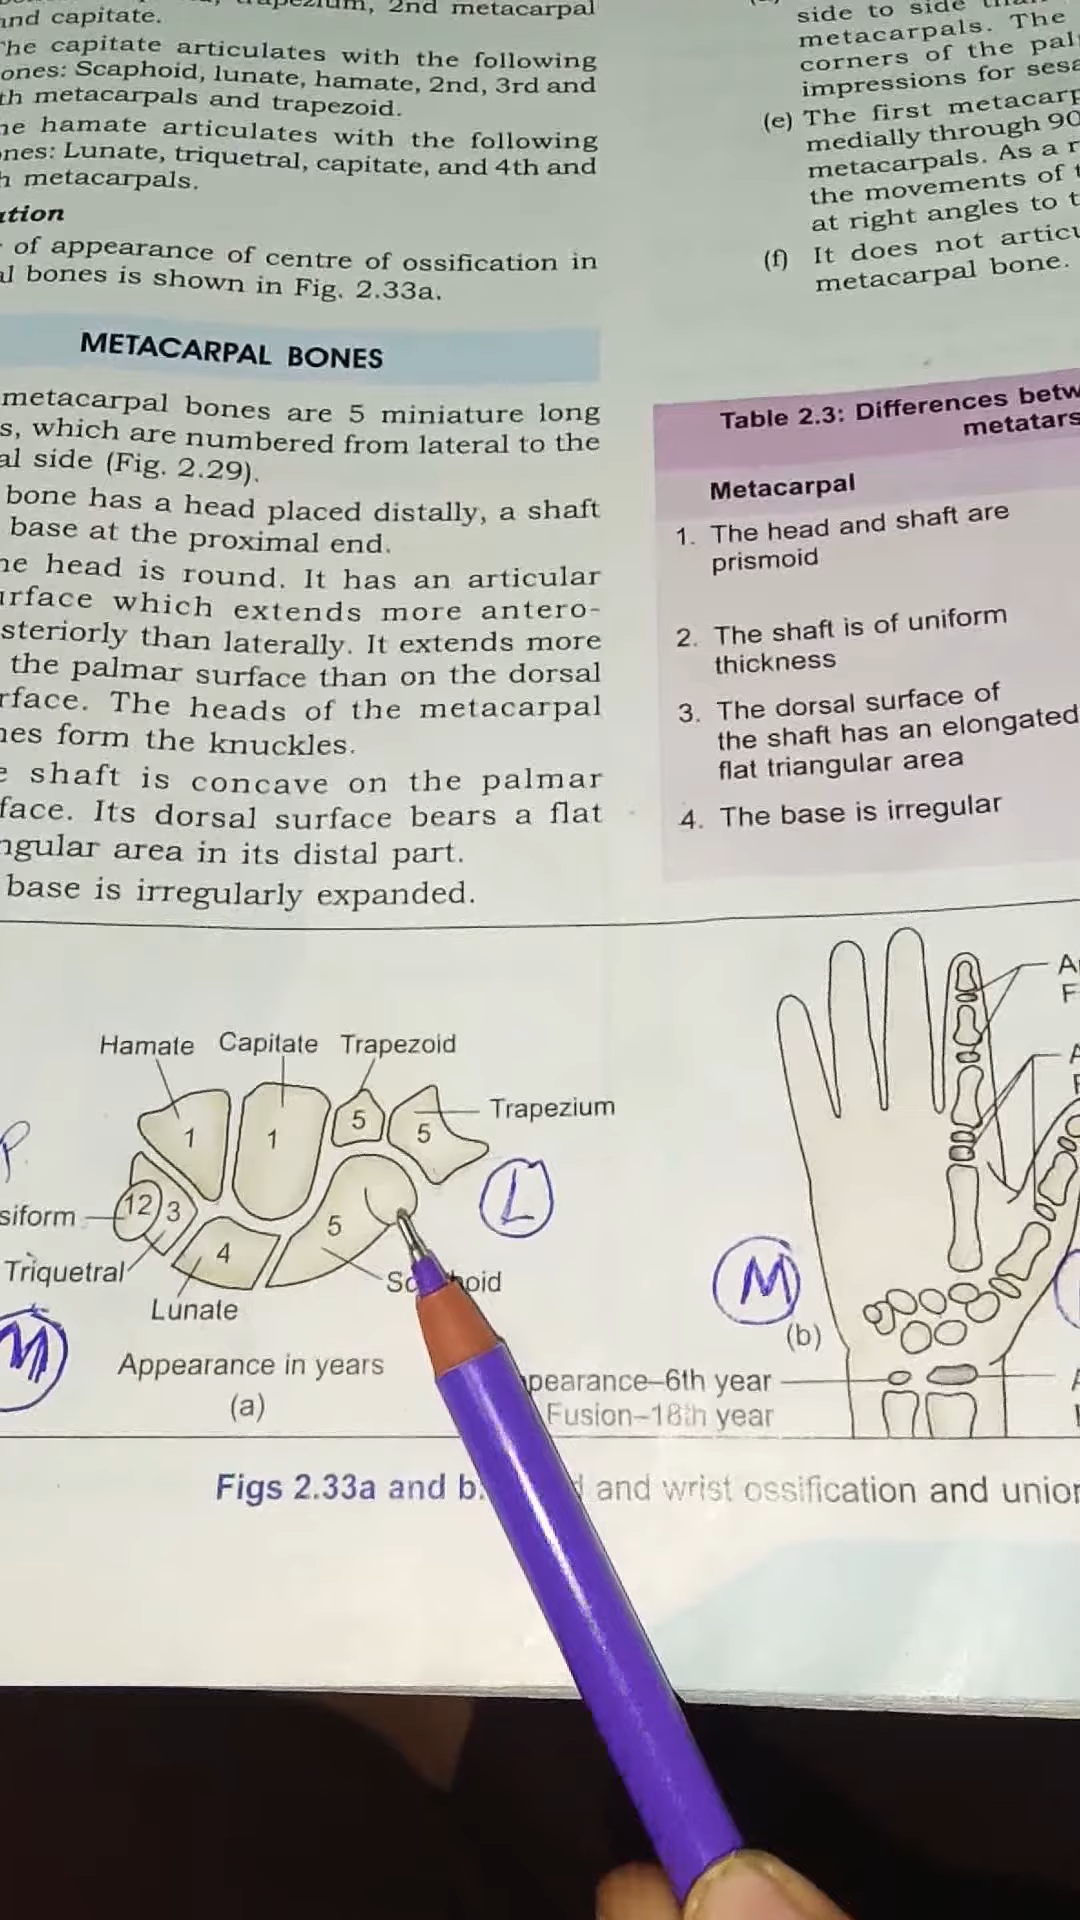 2nd metacarpal
and capitate.
The capitate articulates with the following
ones: Scaphoid, lunate, hamate, 2nd, 3rd and
th metacarpals and trapezoid.
he hamate articulates with the following
ones: Lunate, triquetral, capitate, and 4th and
h metacarpals.
ation
of appearance of centre of ossification in
al bones is shown in Fig. 2.33a.
METACARPAL BONES
metacarpal bones are 5 miniature long
s, which are numbered from lateral to the
al side (Fig. 2.29).
bone has a head placed distally, a shaft
base at the proximal end.
he head is round. It has an articular
urface which extends more antero-
steriorly than laterally. It extends more
the palmar surface than on the dorsal
rface. The heads of the metacarpal
nes form the knuckles.
e shaft is concave on the palmar
face. Its dorsal surface bears a flat
ngular area in its distal part.
base is irregularly expanded.
side to side
metacarpals. The
corners of the pal
impressions for sesa
(e) The first metacarp
medially through 90
metacarpals. As a r
the movements of t
at right angles to t
(f) It does not articu
metacarpal bone.
Table 2.3: Differences betw
metatars
Metacarpal
1. The head and shaft are
prismoid
2. The shaft is of uniform
thickness
3. The dorsal surface of
the shaft has an elongated
flat triangular area
4. The base is irregular
Hamate Capitate Trapezoid
Trapezium
1 1 5 5
P
L
siform 12 3 4 5
Triquetral
Lunate
M
Appearance in years
(a)
M
(b)
pearance–6th year
Fusion–18th year
Figs 2.33a and b: and wrist ossification and union